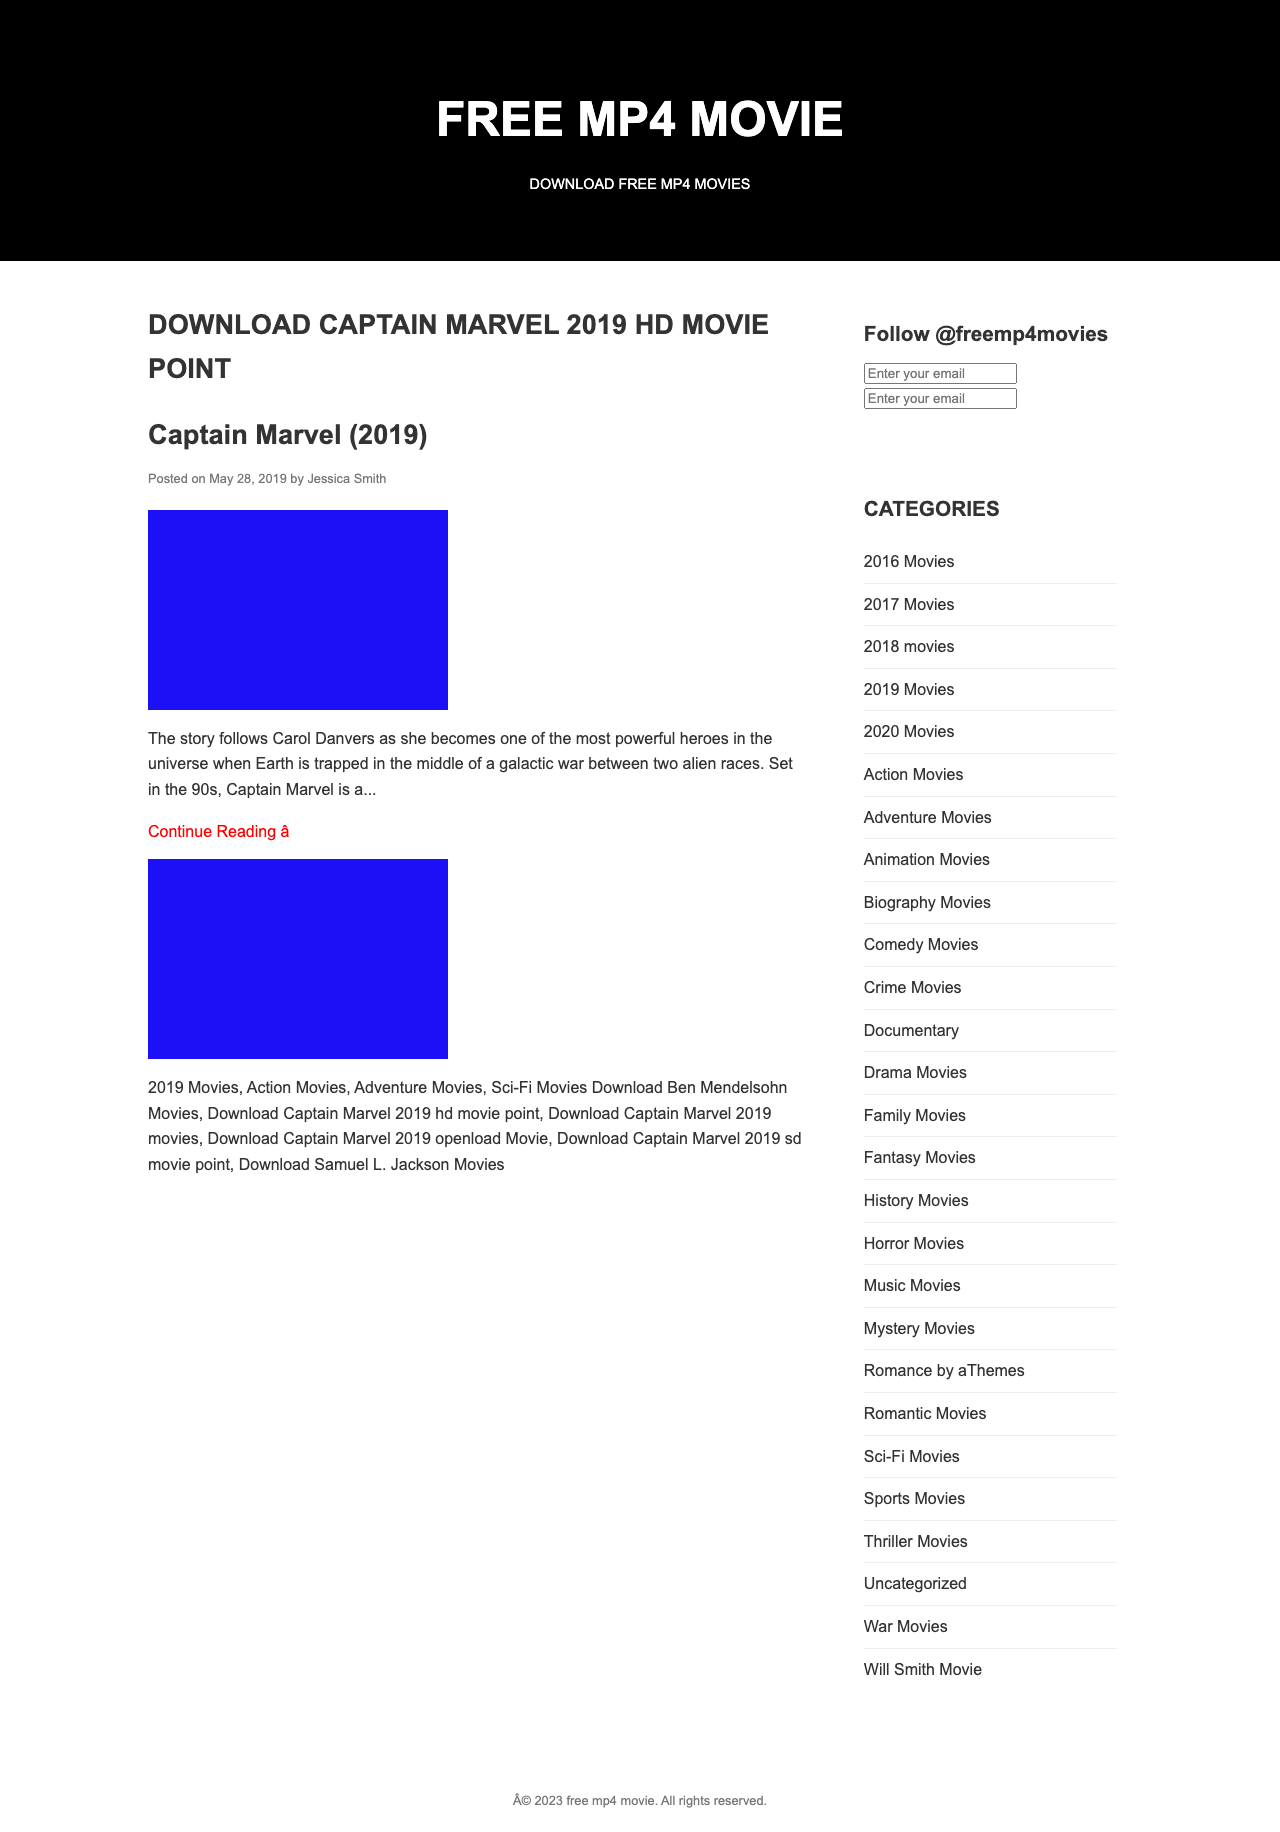 FREE MP4 MOVIE
DOWNLOAD FREE MP4 MOVIES
DOWNLOAD CAPTAIN MARVEL 2019 HD MOVIE
POINT
Captain Marvel (2019)
Posted on May 28, 2019 by Jessica Smith
The story follows Carol Danvers as she becomes one of the most powerful heroes in the
universe when Earth is trapped in the middle of a galactic war between two alien races. Set
in the 90s, Captain Marvel is a...
Continue Reading â
2019 Movies, Action Movies, Adventure Movies, Sci-Fi Movies Download Ben Mendelsohn
Movies, Download Captain Marvel 2019 hd movie point, Download Captain Marvel 2019
movies, Download Captain Marvel 2019 openload Movie, Download Captain Marvel 2019 sd
movie point, Download Samuel L. Jackson Movies
Follow @freemp4movies
Enter your email
Enter your email
CATEGORIES
2016 Movies
2017 Movies
2018 movies
2019 Movies
2020 Movies
Action Movies
Adventure Movies
Animation Movies
Biography Movies
Comedy Movies
Crime Movies
Documentary
Drama Movies
Family Movies
Fantasy Movies
History Movies
Horror Movies
Music Movies
Mystery Movies
Romance by aThemes
Romantic Movies
Sci-Fi Movies
Sports Movies
Thriller Movies
Uncategorized
War Movies
Will Smith Movie
Â© 2023 free mp4 movie. All rights reserved.